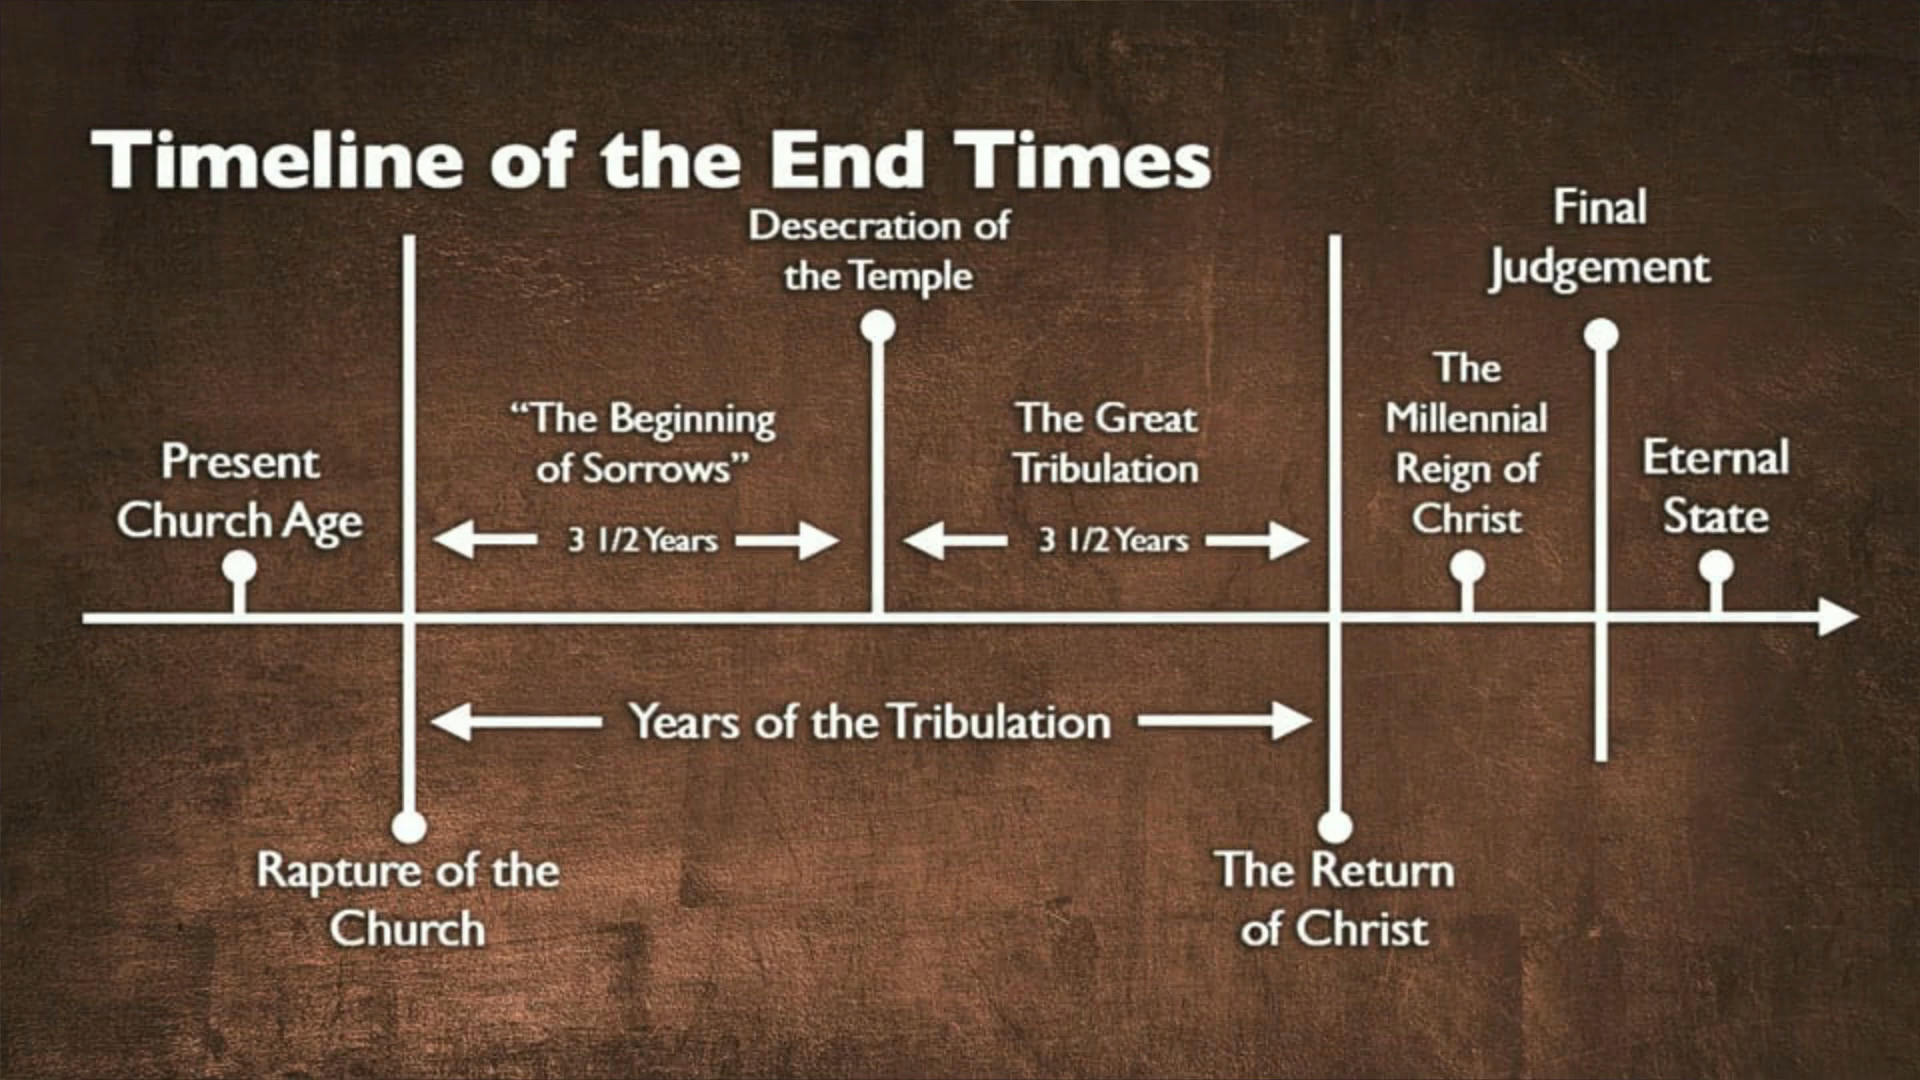 Timeline of the End Times
Desecration of
the Temple
Final
Judgement
The
Millennial
Reign of
Christ
“The Beginning
of Sorrows”
The Great
Tribulation
Present
Church Age
Eternal
State
3 1/2 Years
3 1/2 Years
Years of the Tribulation
Rapture of the
Church
The Return
of Christ